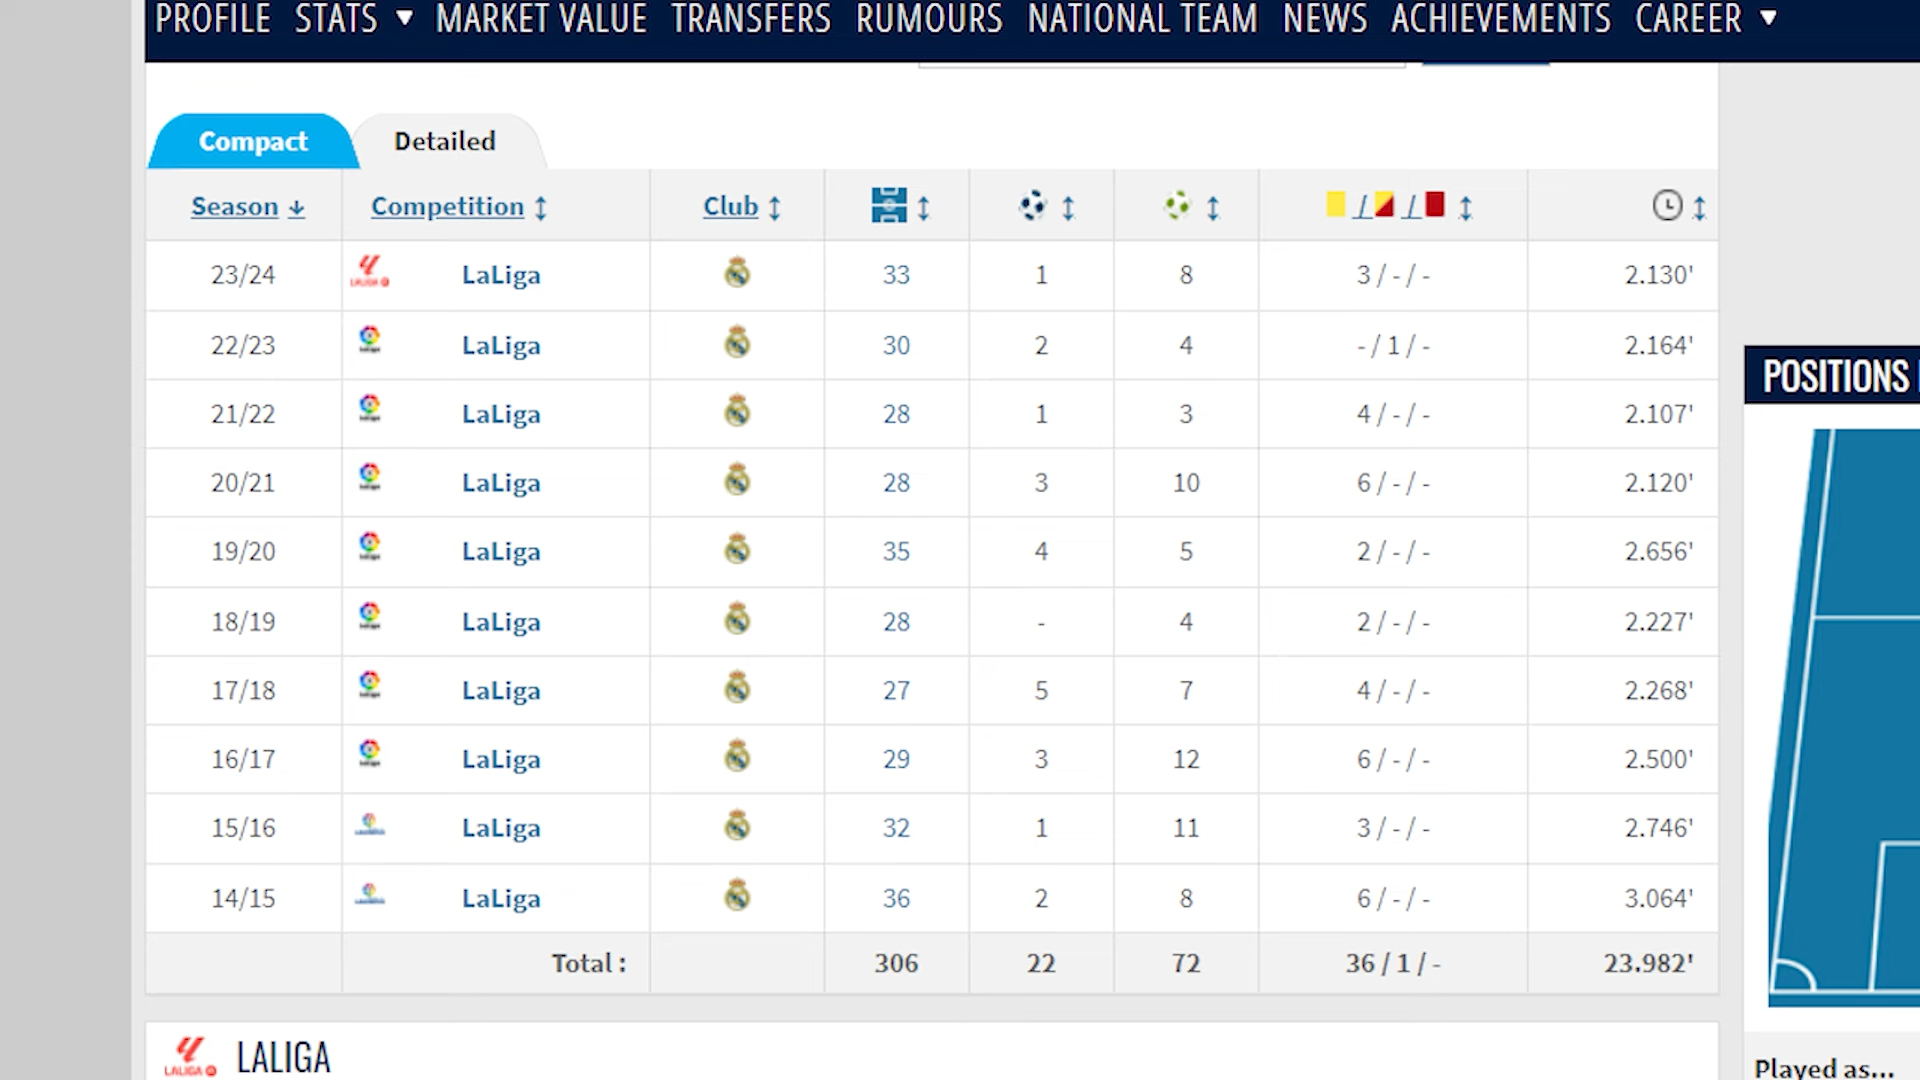 PROFILE STATS ▼ MARKET VALUE TRANSFERS RUMOURS NATIONAL TEAM NEWS ACHIEVEMENTS CAREER ▼
Compact Detailed
Season Competition Club / /
23/24 LALIGA LaLiga 33 1 8 3 / - / - 2.130'
22/23 LaLiga 30 2 4 - / 1 / - 2.164'
21/22 LaLiga 28 1 3 4 / - / - 2.107'
20/21 LaLiga 28 3 10 6 / - / - 2.120'
19/20 LaLiga 35 4 5 2 / - / - 2.656'
18/19 LaLiga 28 - 4 2 / - / - 2.227'
17/18 LaLiga 27 5 7 4 / - / - 2.268'
16/17 LaLiga 29 3 12 6 / - / - 2.500'
15/16 LaLiga 32 1 11 3 / - / - 2.746'
14/15 LaLiga 36 2 8 6 / - / - 3.064'
Total : 306 22 72 36 / 1 / - 23.982'
LALIGA LALIGA
POSITIONS
Played as...